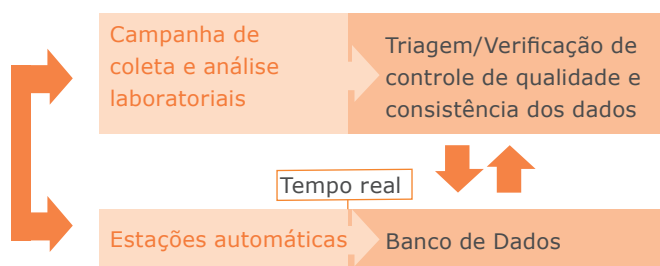 Campanha de
coleta e análise
laboratoriais
Triagem/Verificação de
controle de qualidade e
consistência dos dados
Tempo real
Estações automáticas
Banco de Dados